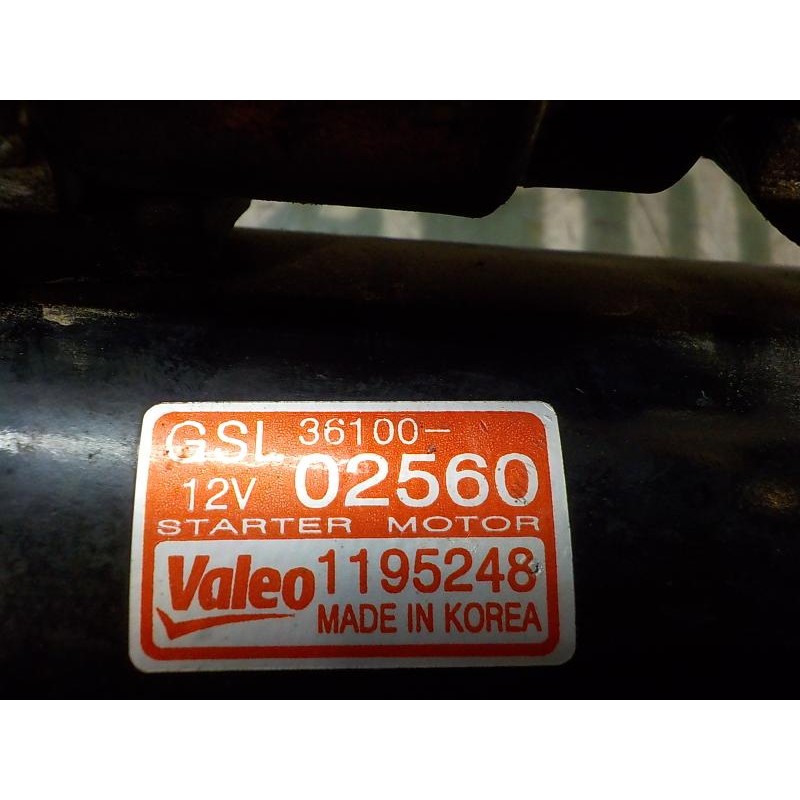 GSL 36100-
12V 02560
STARTER MOTOR
Valeo 1195248
MADE IN KOREA